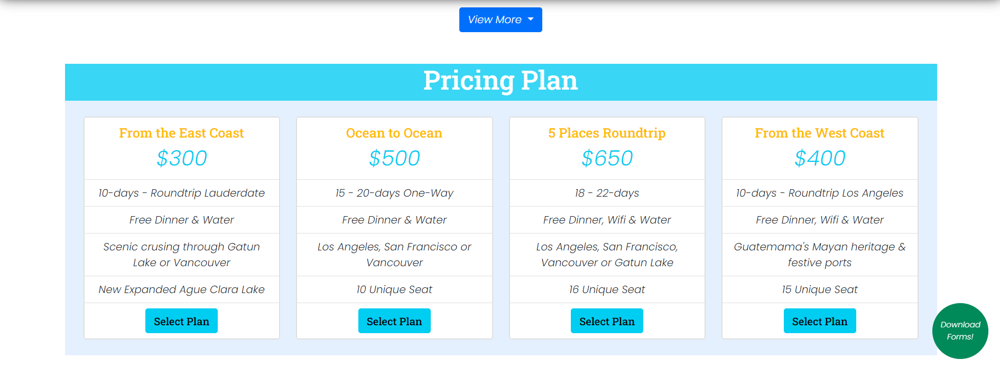 View More
Pricing Plan
From the East Coast
$300
10-days - Roundtrip Lauderdate
Free Dinner & Water
Scenic crusing through Gatun
Lake or Vancouver
New Expanded Ague Clara Lake
Select Plan
Ocean to Ocean
$500
15 - 20-days One-Way
Free Dinner & Water
Los Angeles, San Francisco or
Vancouver
10 Unique Seat
Select Plan
5 Places Roundtrip
$650
18 - 22-days
Free Dinner, Wifi & Water
Los Angeles, San Francisco,
Vancouver or Gatun Lake
16 Unique Seat
Select Plan
From the West Coast
$400
10-days - Roundtrip Los Angeles
Free Dinner, Wifi & Water
Guatemama's Mayan heritage &
festive ports
15 Unique Seat
Select Plan
Download
Forms!